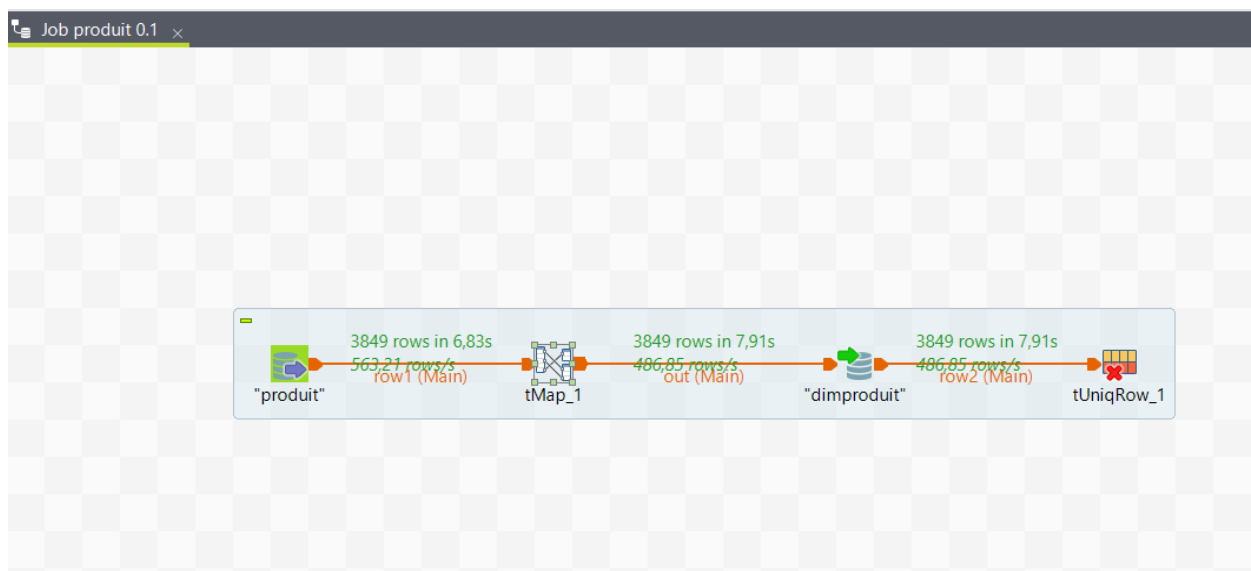 Job produit 0.1
3849 rows in 6,83s
563,21 rows/s
row1 (Main)
3849 rows in 7,91s
486,85 rows/s
out (Main)
3849 rows in 7,91s
486,85 rows/s
row2 (Main)
"produit"
tMap_1
"dimproduit"
tUniqRow_1